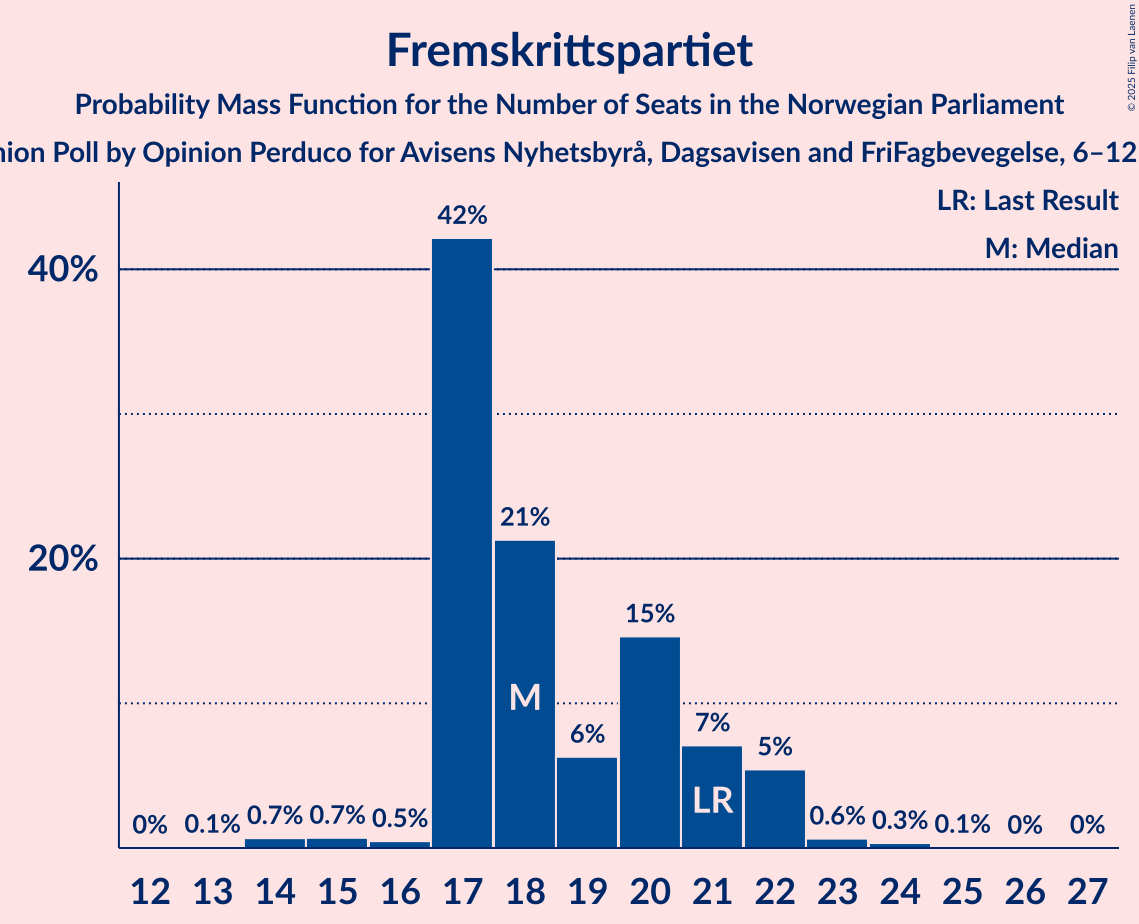 Fremskrittspartiet
Probability Mass Function for the Number of Seats in the Norwegian Parliament
Poll by Opinion Perduco for Avisens Nyhetsbyrå, Dagsavisen and FriFagbevegelse, 6–12
© 2025 Filip van Laenen
LR: Last Result
M: Median
40%
20%
0%
0.1%
0.7%
0.7%
0.5%
42%
21%
6%
15%
7%
5%
0.6%
0.3%
0.1%
0%
0%
M
LR
12 13 14 15 16 17 18 19 20 21 22 23 24 25 26 27